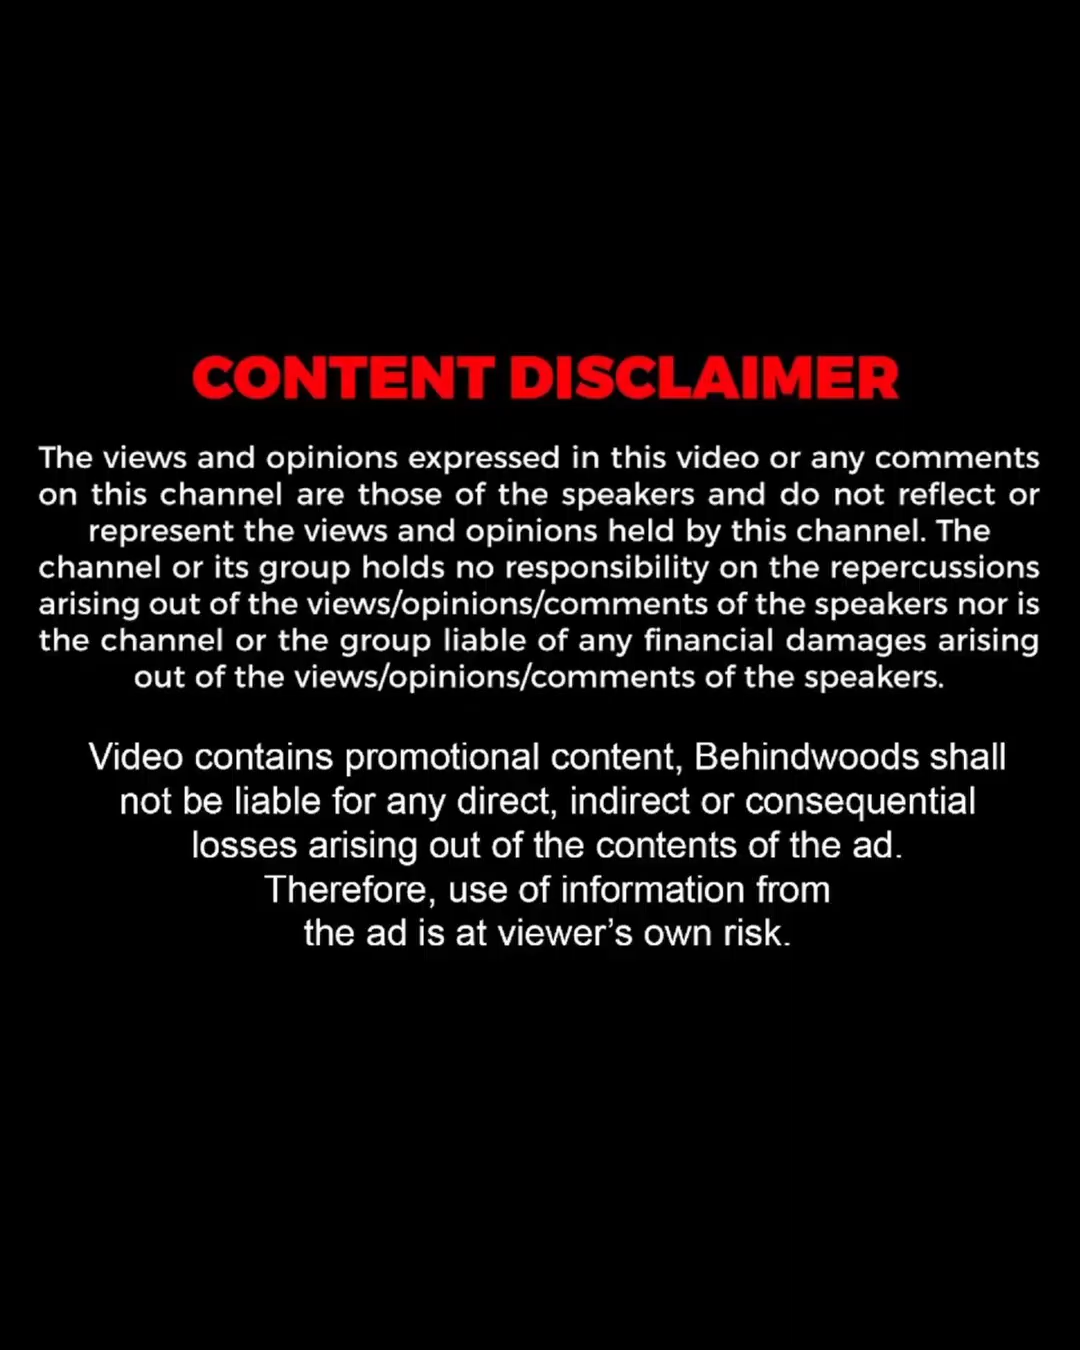 CONTENT DISCLAIMER
The views and opinions expressed in this video or any comments
on this channel are those of the speakers and do not reflect or
represent the views and opinions held by this channel. The
channel or its group holds no responsibility on the repercussions
arising out of the views/opinions/comments of the speakers nor is
the channel or the group liable of any financial damages arising
out of the views/opinions/comments of the speakers.
Video contains promotional content, Behindwoods shall
not be liable for any direct, indirect or consequential
losses arising out of the contents of the ad.
Therefore, use of information from
the ad is at viewer’s own risk.